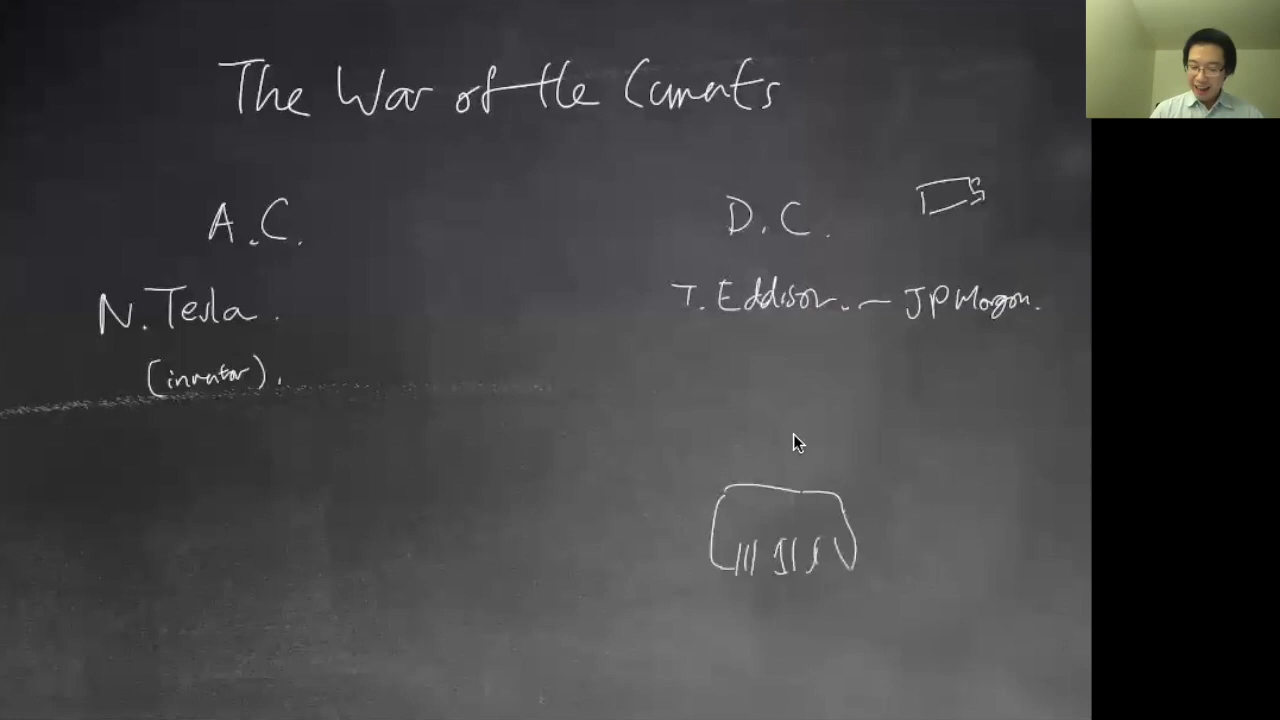 The War of the Currents
A.C.
D.C.
N. Tesla.
T. Eddison. — JP Morgan.
(inventor).